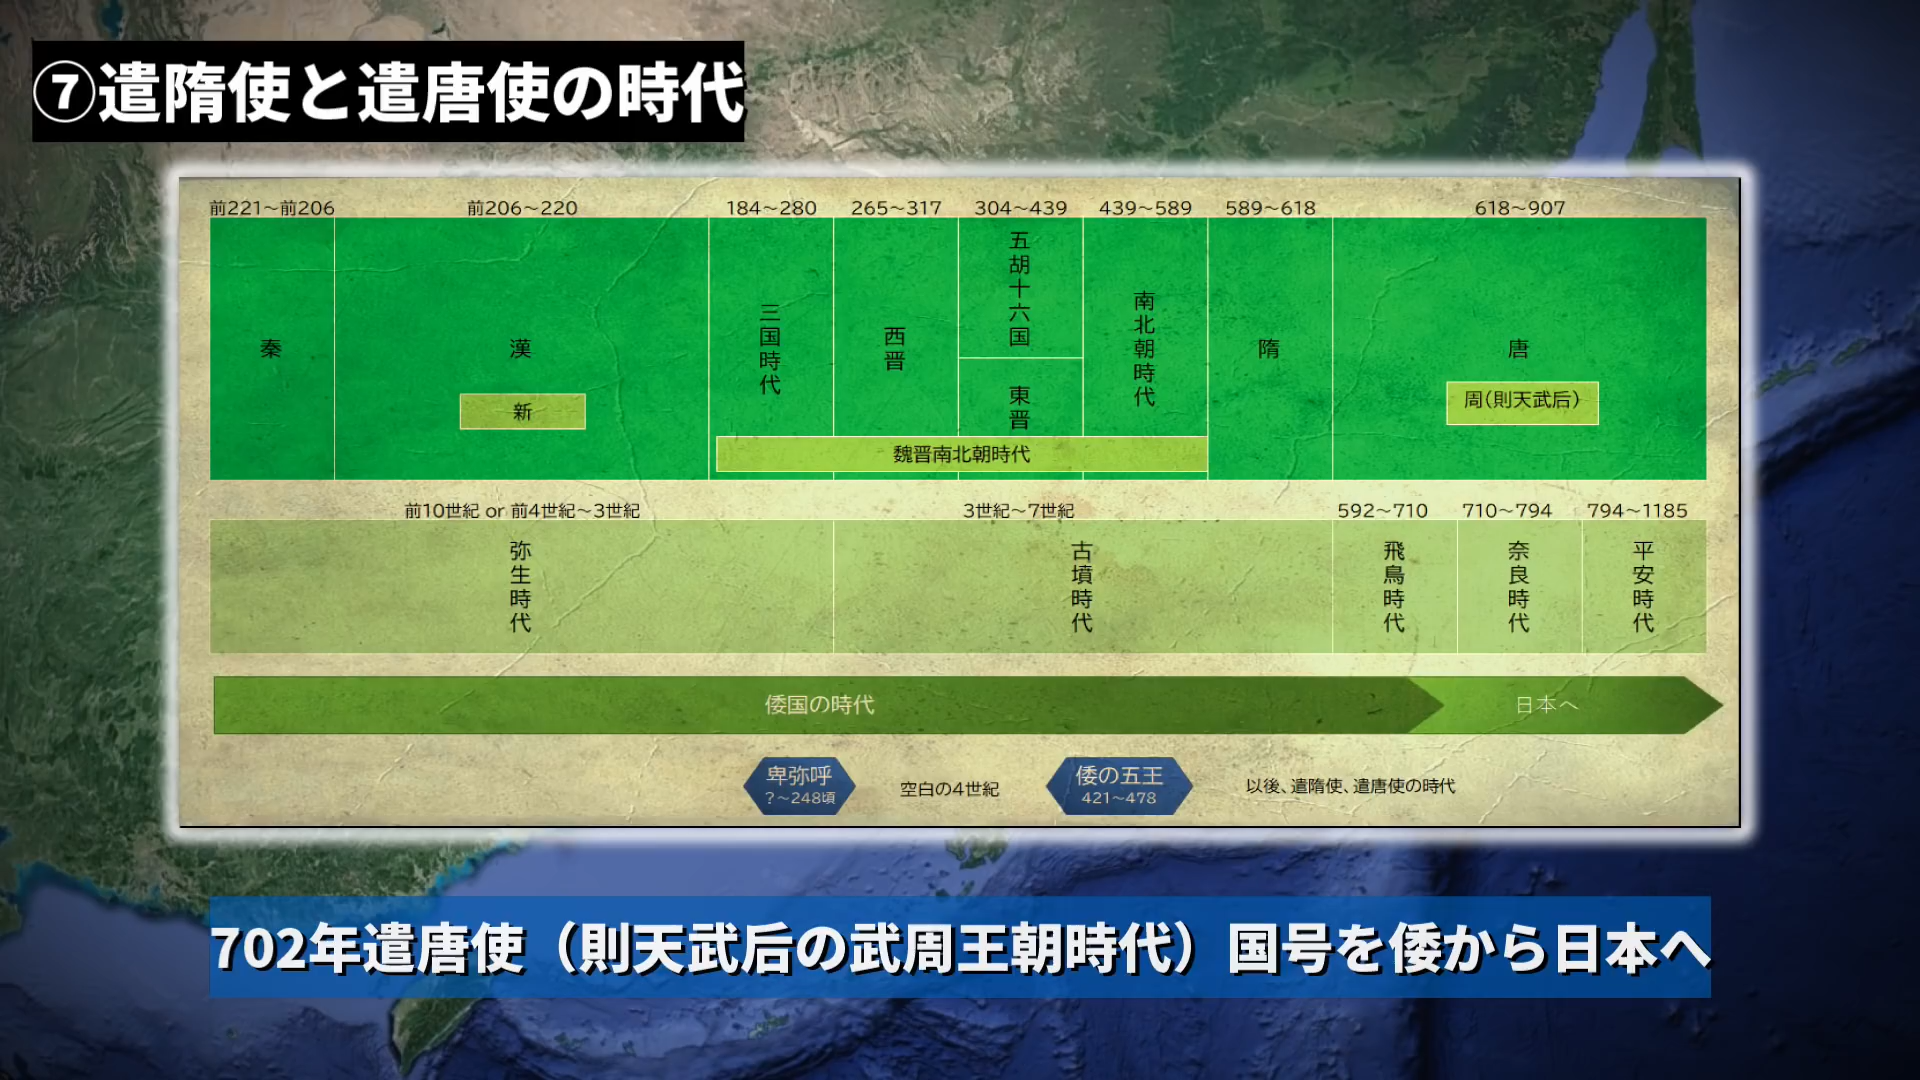 ⑦遣隋使と遣唐使の時代
前221～前206
前206～220
184～280
265～317
304～439
439～589
589～618
618～907
秦
漢
新
三国時代
西晋
五胡十六国
東晋
南北朝時代
隋
唐
周(則天武后)
魏晋南北朝時代
前10世紀 or 前4世紀～3世紀
3世紀～7世紀
592～710
710～794
794～1185
弥生時代
古墳時代
飛鳥時代
奈良時代
平安時代
倭国の時代
日本へ
卑弥呼
？～248頃
空白の4世紀
倭の五王
421～478
以後、遣隋使、遣唐使の時代
702年遣唐使（則天武后の武周王朝時代）国号を倭から日本へ